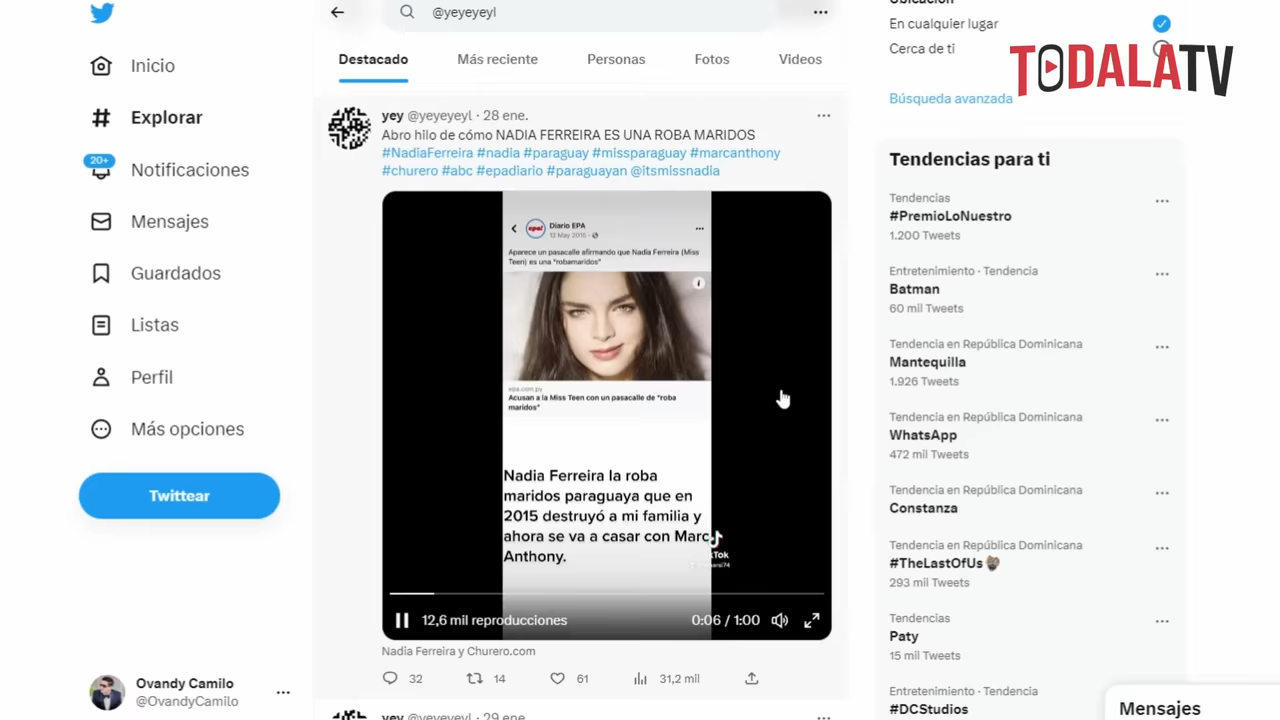 @yeyeyeyl
Ubicación
En cualquier lugar
Cerca de ti
TODALATV
Búsqueda avanzada
Inicio
Explorar
20+
Notificaciones
Mensajes
Guardados
Listas
Perfil
Más opciones
Twittear
Ovandy Camilo
@OvandyCamilo
Destacado
Más reciente
Personas
Fotos
Videos
yey @yeyeyeyl · 28 ene.
Abro hilo de cómo NADIA FERREIRA ES UNA ROBA MARIDOS
#NadiaFerreira #nadia #paraguay #missparaguay #marcanthony
#churero #abc #epadiario #paraguayan @itsmissnadia
epa!
Diario EPA
12 May 2015
Aparece un pasacalle afirmando que Nadia Ferreira (Miss
Teen) es una "robamaridos"
epa.com.py
Acusan a la Miss Teen con un pasacalle de "roba
maridos"
Nadia Ferreira la roba
maridos paraguaya que en
2015 destruyó a mi familia y
ahora se va a casar con Marc
Anthony.
12,6 mil reproducciones
0:06 / 1:00
Nadia Ferreira y Churero.com
32
14
61
31,2 mil
yey @yeyeyeyl · 29 ene.
Tendencias para ti
Tendencias
#PremioLoNuestro
1.200 Tweets
Entretenimiento · Tendencia
Batman
60 mil Tweets
Tendencia en República Dominicana
Mantequilla
1.926 Tweets
Tendencia en República Dominicana
WhatsApp
472 mil Tweets
Tendencia en República Dominicana
Constanza
Tendencia en República Dominicana
#TheLastOfUs
293 mil Tweets
Tendencias
Paty
15 mil Tweets
Entretenimiento · Tendencia
#DCStudios
Mensajes